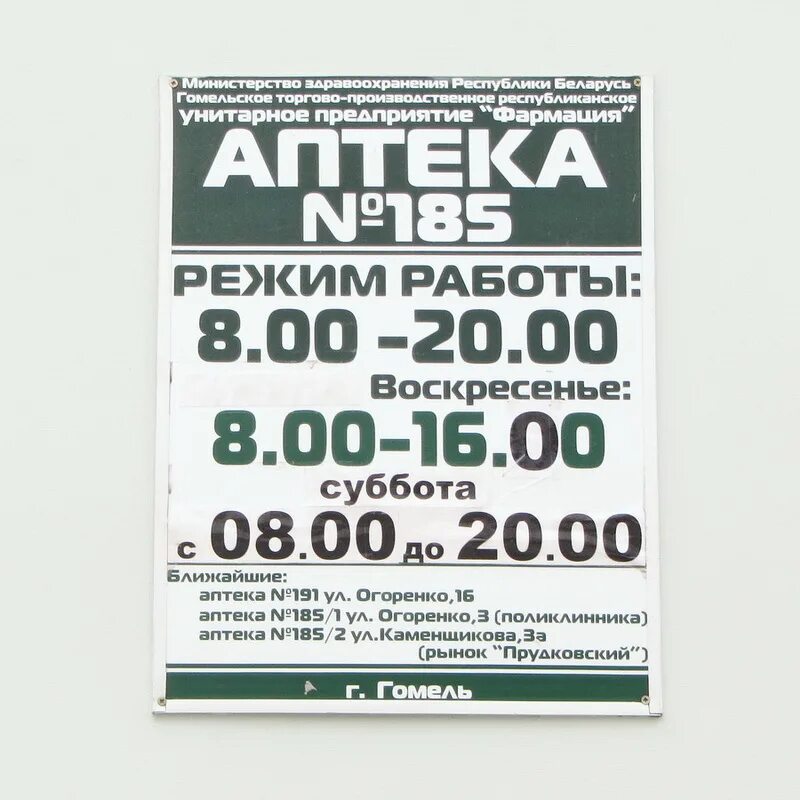 Министерство здравоохранения Республики Беларусь
Гомельское торгово-производственное республиканское
унитарное предприятие "Фармация"
АПТЕКА
№185
РЕЖИМ РАБОТЫ:
8.00 -20.00
Воскресенье:
8.00-16.00
суббота
с 08.00 до 20.00
Ближайшие:
аптека №191 ул. Огоренко,16
аптека №185/1 ул. Огоренко,3 (поликлинника)
аптека №185/2 ул.Каменщикова,3а
(рынок "Прудковский")
г. Гомель